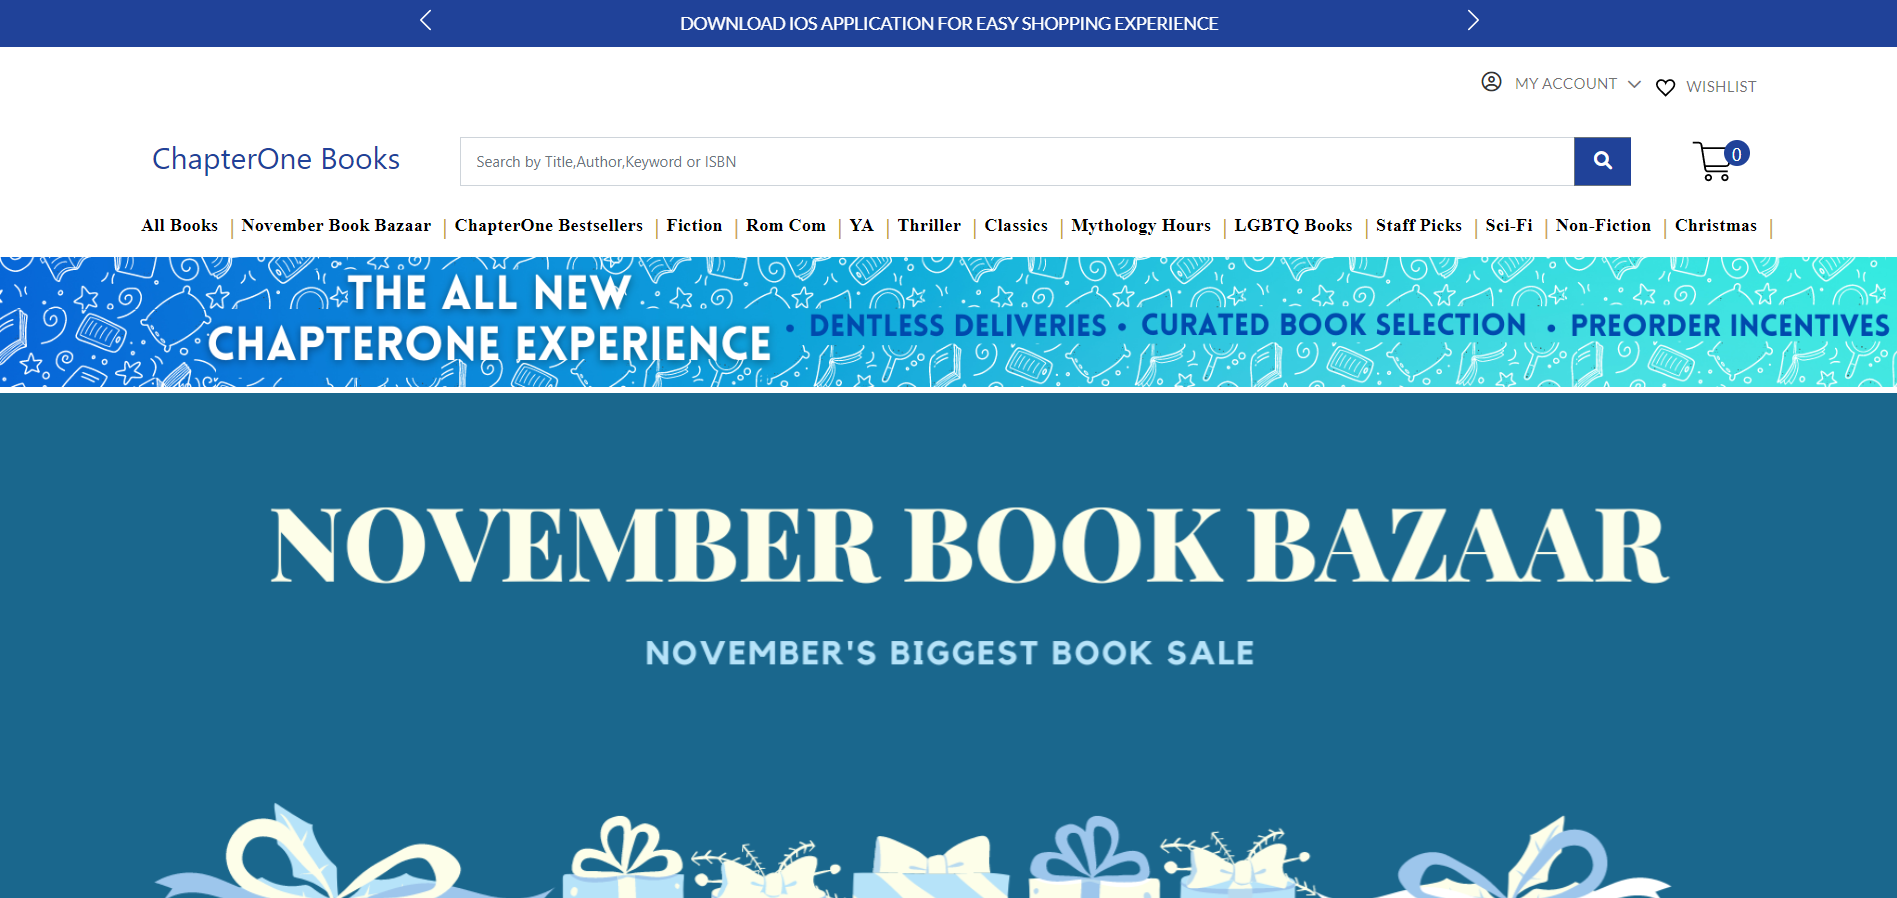 DOWNLOAD IOS APPLICATION FOR EASY SHOPPING EXPERIENCE
MY ACCOUNT
WISHLIST
ChapterOne Books
Search by Title,Author,Keyword or ISBN
0
All Books | November Book Bazaar | ChapterOne Bestsellers | Fiction | Rom Com | YA | Thriller | Classics | Mythology Hours | LGBTQ Books | Staff Picks | Sci-Fi | Non-Fiction | Christmas |
THE ALL NEW
CHAPTERONE EXPERIENCE
• DENTLESS DELIVERIES • CURATED BOOK SELECTION • PREORDER INCENTIVES
NOVEMBER BOOK BAZAAR
NOVEMBER'S BIGGEST BOOK SALE